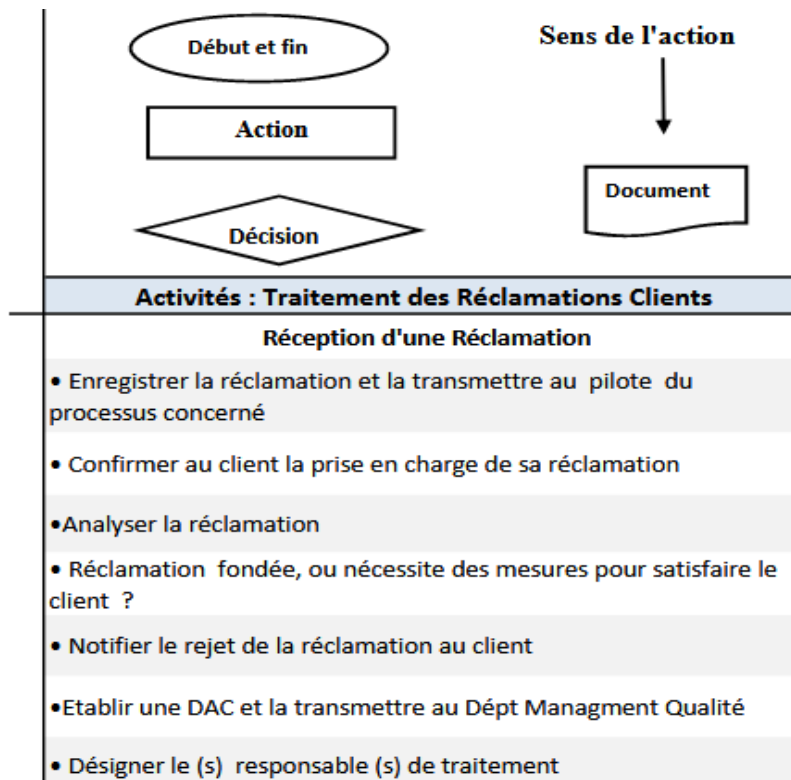 Début et fin
Sens de l'action
Action
Document
Décision
Activités : Traitement des Réclamations Clients
Réception d'une Réclamation
• Enregistrer la réclamation et la transmettre au pilote du
processus concerné
• Confirmer au client la prise en charge de sa réclamation
•Analyser la réclamation
• Réclamation fondée, ou nécessite des mesures pour satisfaire le
client ?
• Notifier le rejet de la réclamation au client
•Etablir une DAC et la transmettre au Dépt Managment Qualité
• Désigner le (s) responsable (s) de traitement